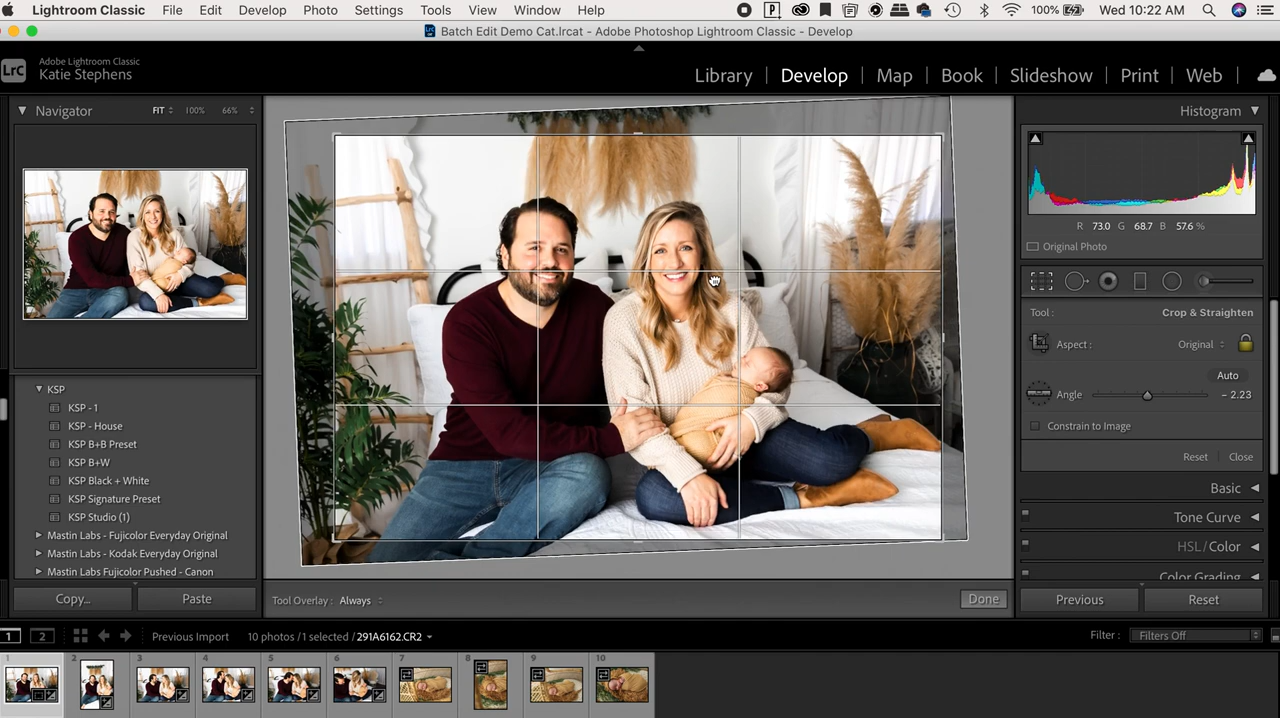 Lightroom Classic File Edit Develop Photo Settings Tools View Window Help 100% Wed 10:22 AM
Batch Edit Demo Cat.lrcat - Adobe Photoshop Lightroom Classic - Develop
LrC Adobe Lightroom Classic
Katie Stephens
Library | Develop | Map | Book | Slideshow | Print | Web
Navigator FIT 100% 66%
Histogram
R 73.0 G 68.7 B 57.6 %
Original Photo
Tool : Crop & Straighten
Aspect : Original
Auto
Angle - 2.23
Constrain to Image
Reset Close
Basic
Tone Curve
HSL / Color
Color Grading
Previous Reset
KSP
KSP - 1
KSP - House
KSP B+B Preset
KSP B+W
KSP Black + White
KSP Signature Preset
KSP Studio (1)
Mastin Labs - Fujicolor Everyday Original
Mastin Labs - Kodak Everyday Original
Mastin Labs Fujicolor Pushed - Canon
Copy... Paste
Tool Overlay : Always Done
1 2 Previous Import 10 photos / 1 selected / 291A6162.CR2 Filter : Filters Off
1 2 3 4 5 6 7 8 9 10